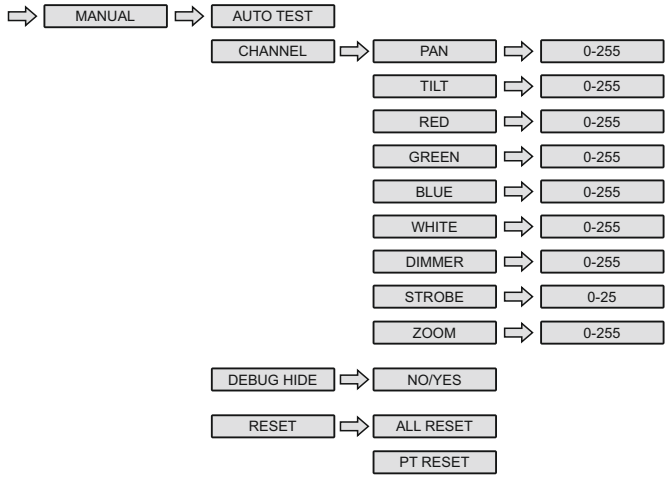 MANUAL AUTO TEST
CHANNEL PAN 0-255
TILT 0-255
RED 0-255
GREEN 0-255
BLUE 0-255
WHITE 0-255
DIMMER 0-255
STROBE 0-25
ZOOM 0-255
DEBUG HIDE NO/YES
RESET ALL RESET
PT RESET